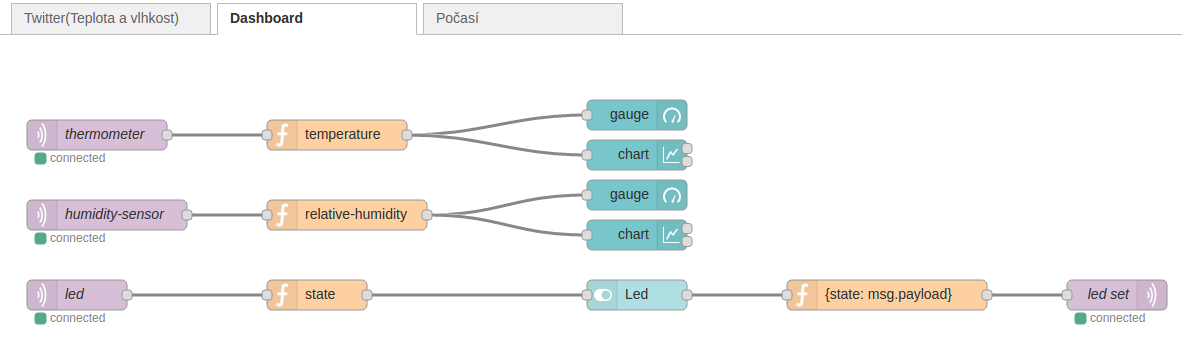 Twitter(Teplota a vlhkost)
Dashboard
Počasí
thermometer
connected
temperature
gauge
chart
humidity-sensor
connected
relative-humidity
gauge
chart
led
connected
state
Led
{state: msg.payload}
led set
connected